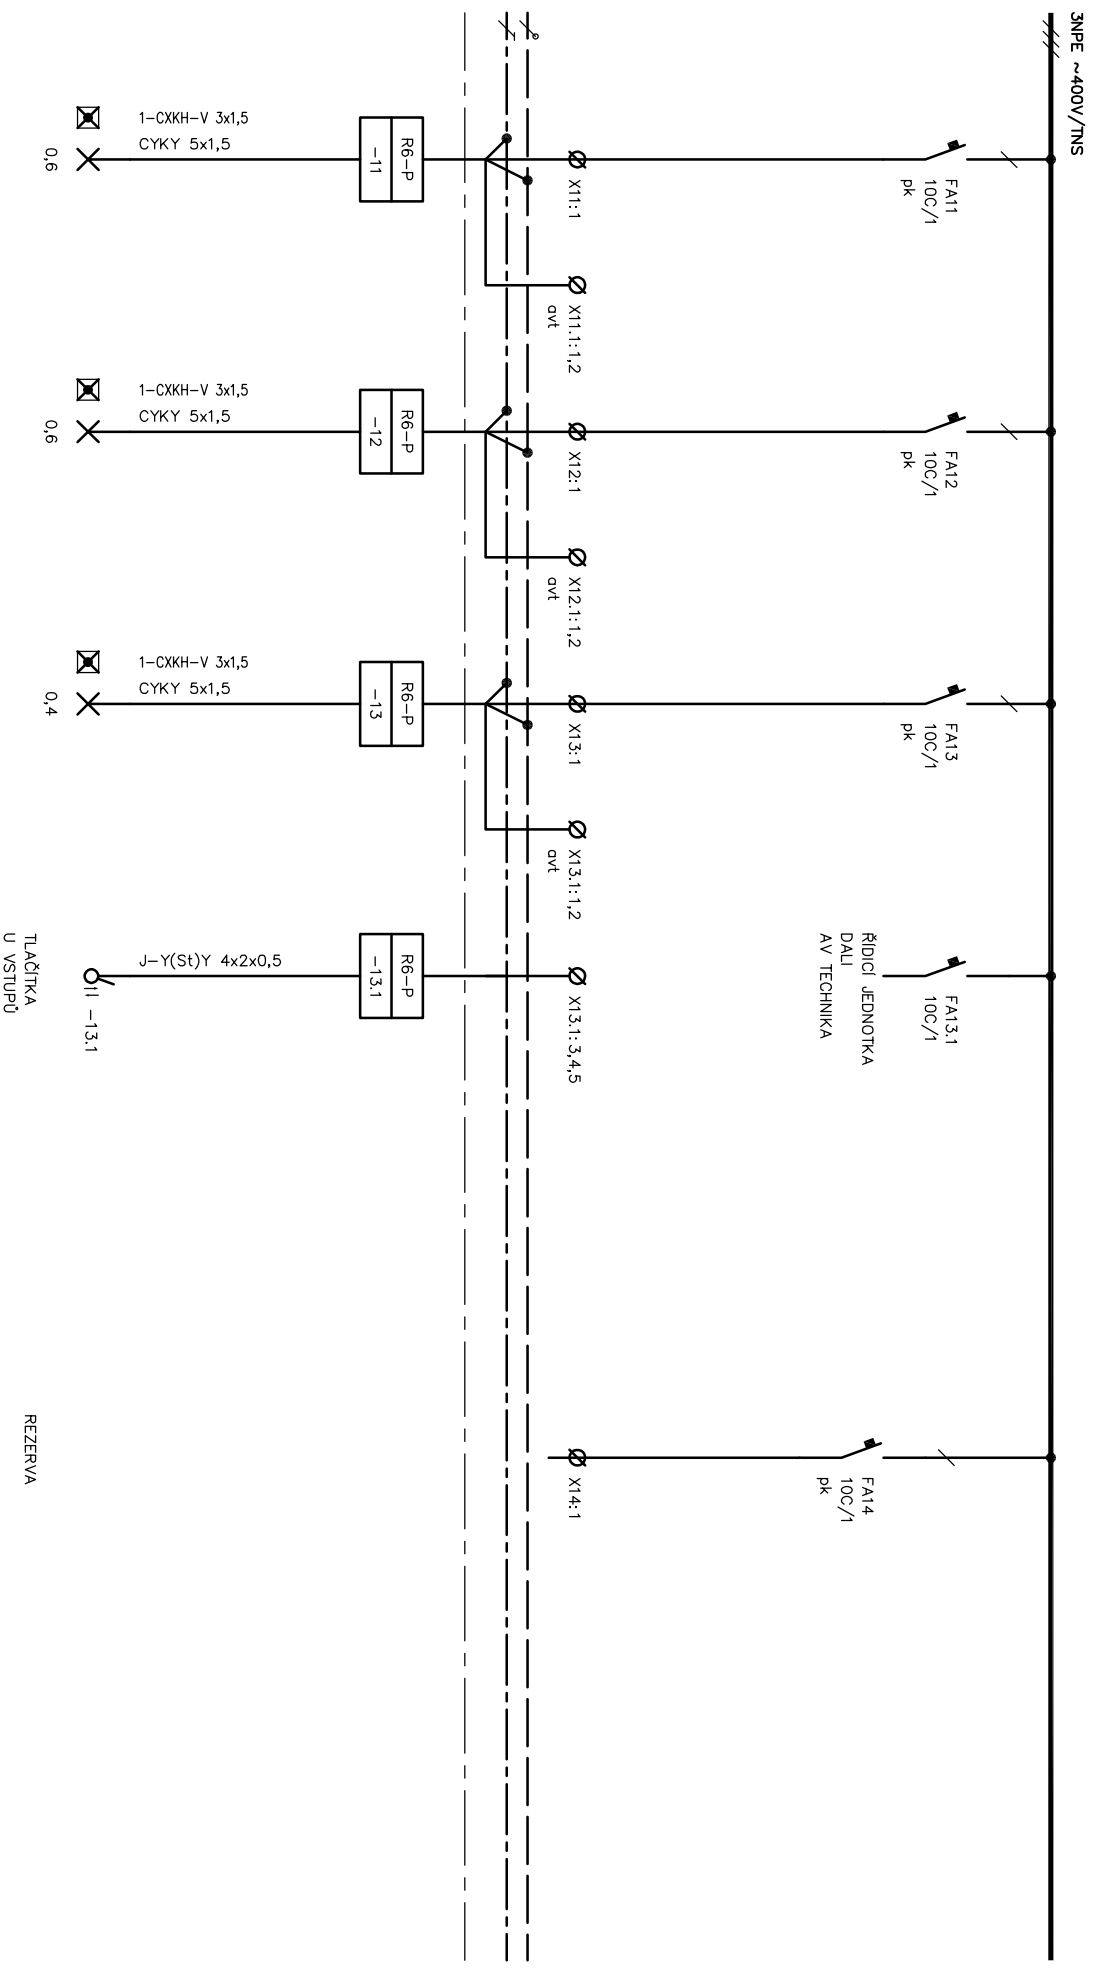 3NPE ~400V/TNS
FA11
10C/1
pk
X11:1
X11.1:1,2
avt
R6-P
-11
1-CXKH-V 3x1,5
CYKY 5x1,5
0,6
FA12
10C/1
pk
X12:1
X12.1:1,2
avt
R6-P
-12
1-CXKH-V 3x1,5
CYKY 5x1,5
0,6
FA13
10C/1
pk
X13:1
X13.1:1,2
avt
R6-P
-13
1-CXKH-V 3x1,5
CYKY 5x1,5
0,4
FA13.1
10C/1
ŘÍDICÍ JEDNOTKA
DALI
AV TECHNIKA
X13.1:3,4,5
R6-P
-13.1
J-Y(St)Y 4x2x0,5
tl -13.1
TLAČÍTKA
U VSTUPŮ
FA14
10C/1
pk
X14:1
REZERVA